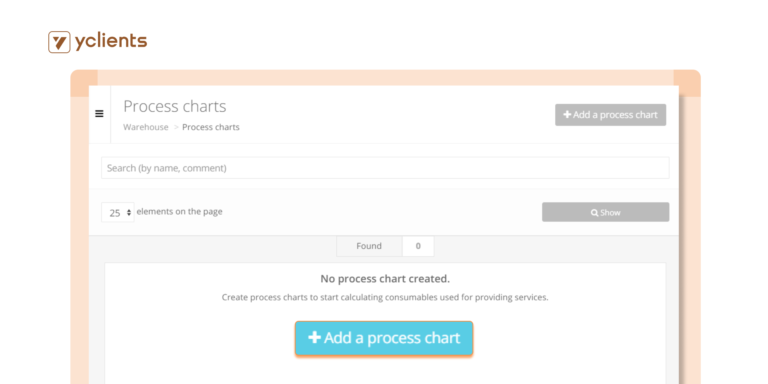 yclients
Process charts
Warehouse > Process charts
Add a process chart
Search (by name, comment)
25 elements on the page
Show
Found 0
No process chart created.
Create process charts to start calculating consumables used for providing services.
Add a process chart